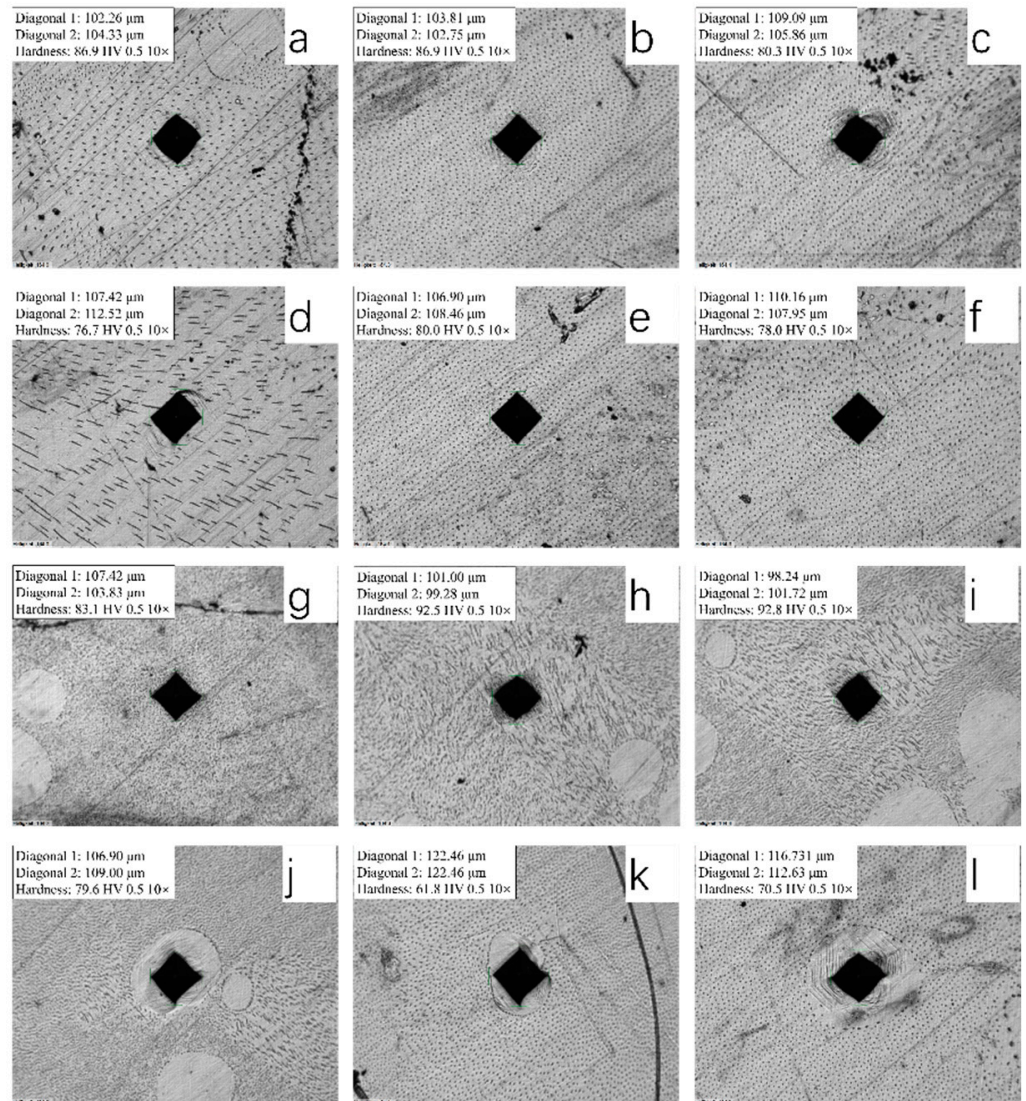 Diagonal 1: 102.26 μm
Diagonal 2: 104.33 μm
Hardness: 86.9 HV 0.5 10×
a
Diagonal 1: 103.81 μm
Diagonal 2: 102.75 μm
Hardness: 86.9 HV 0.5 10×
b
Diagonal 1: 109.09 μm
Diagonal 2: 105.86 μm
Hardness: 80.3 HV 0.5 10×
c
Diagonal 1: 107.42 μm
Diagonal 2: 112.52 μm
Hardness: 76.7 HV 0.5 10×
d
Diagonal 1: 106.90 μm
Diagonal 2: 108.46 μm
Hardness: 80.0 HV 0.5 10×
e
Diagonal 1: 110.16 μm
Diagonal 2: 107.95 μm
Hardness: 78.0 HV 0.5 10×
f
Diagonal 1: 107.42 μm
Diagonal 2: 103.83 μm
Hardness: 83.1 HV 0.5 10×
g
Diagonal 1: 101.00 μm
Diagonal 2: 99.28 μm
Hardness: 92.5 HV 0.5 10×
h
Diagonal 1: 98.24 μm
Diagonal 2: 101.72 μm
Hardness: 92.8 HV 0.5 10×
i
Diagonal 1: 106.90 μm
Diagonal 2: 109.00 μm
Hardness: 79.6 HV 0.5 10×
j
Diagonal 1: 122.46 μm
Diagonal 2: 122.46 μm
Hardness: 61.8 HV 0.5 10×
k
Diagonal 1: 116.731 μm
Diagonal 2: 112.63 μm
Hardness: 70.5 HV 0.5 10×
l